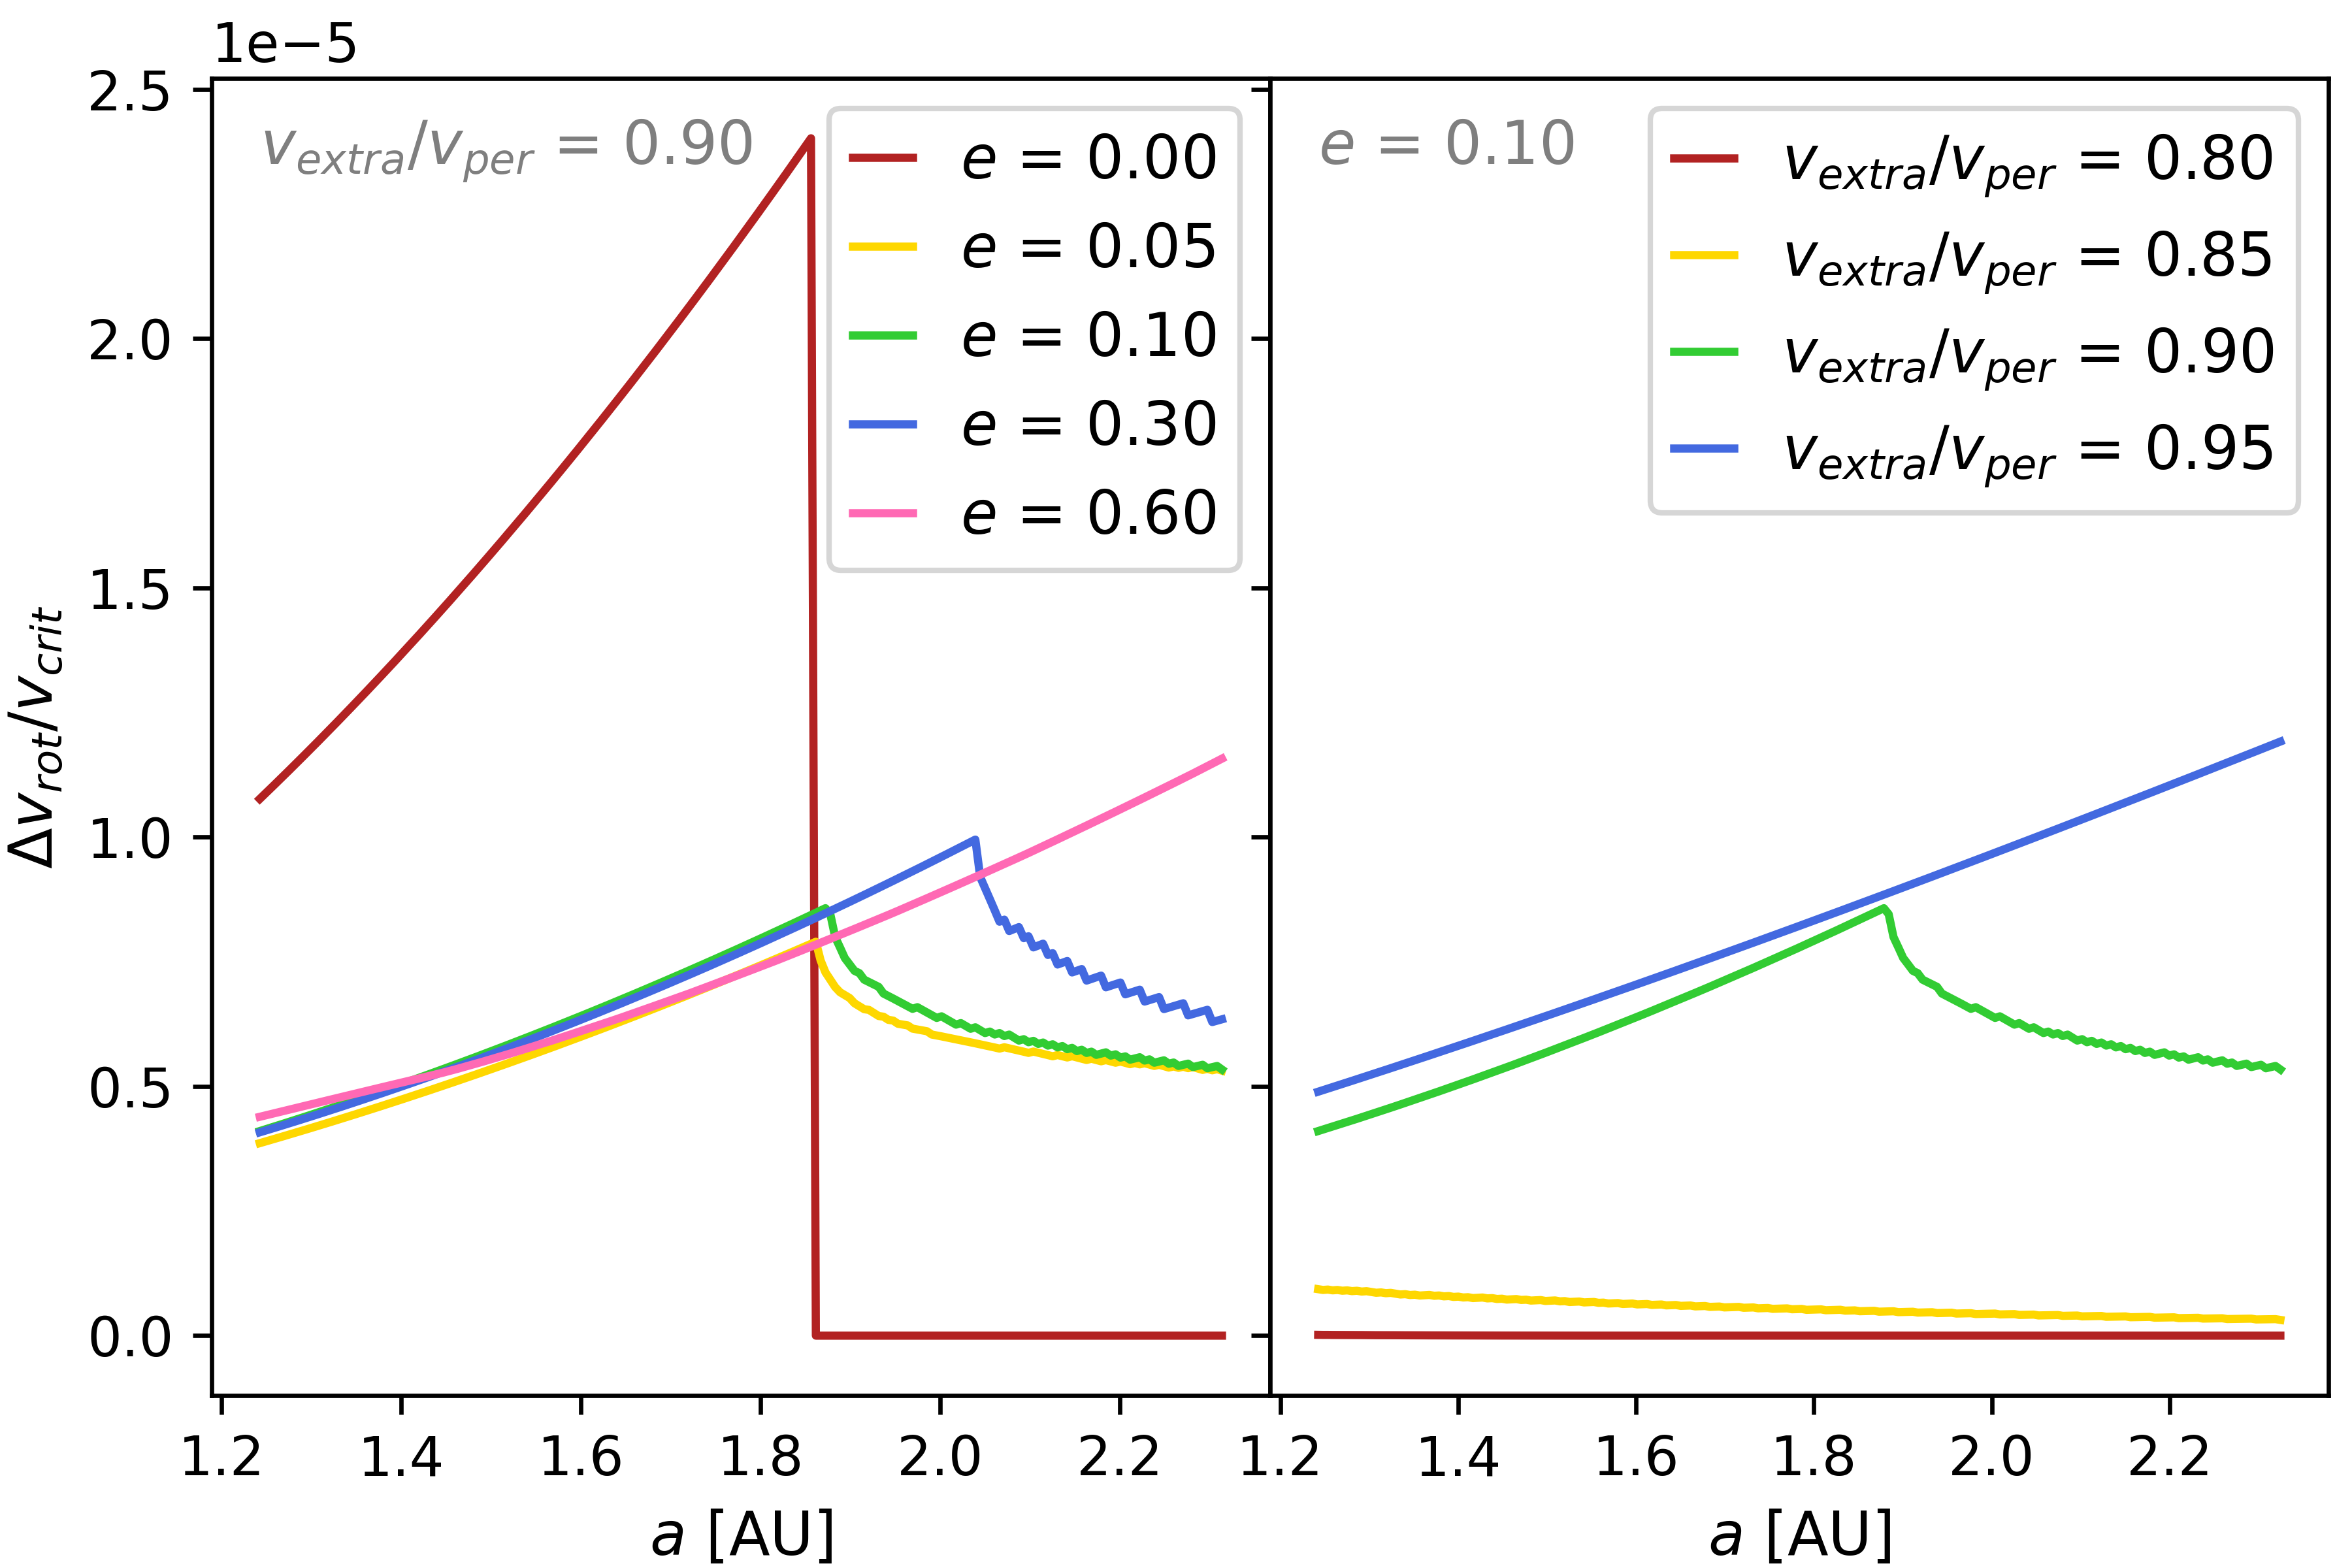 1e−5
2.5
2.0
1.5
1.0
0.5
0.0
Δv_rot/v_crit
v_extra/v_per = 0.90
e = 0.00
e = 0.05
e = 0.10
e = 0.30
e = 0.60
1.2 1.4 1.6 1.8 2.0 2.2
a [AU]
e = 0.10
v_extra/v_per = 0.80
v_extra/v_per = 0.85
v_extra/v_per = 0.90
v_extra/v_per = 0.95
1.2 1.4 1.6 1.8 2.0 2.2
a [AU]